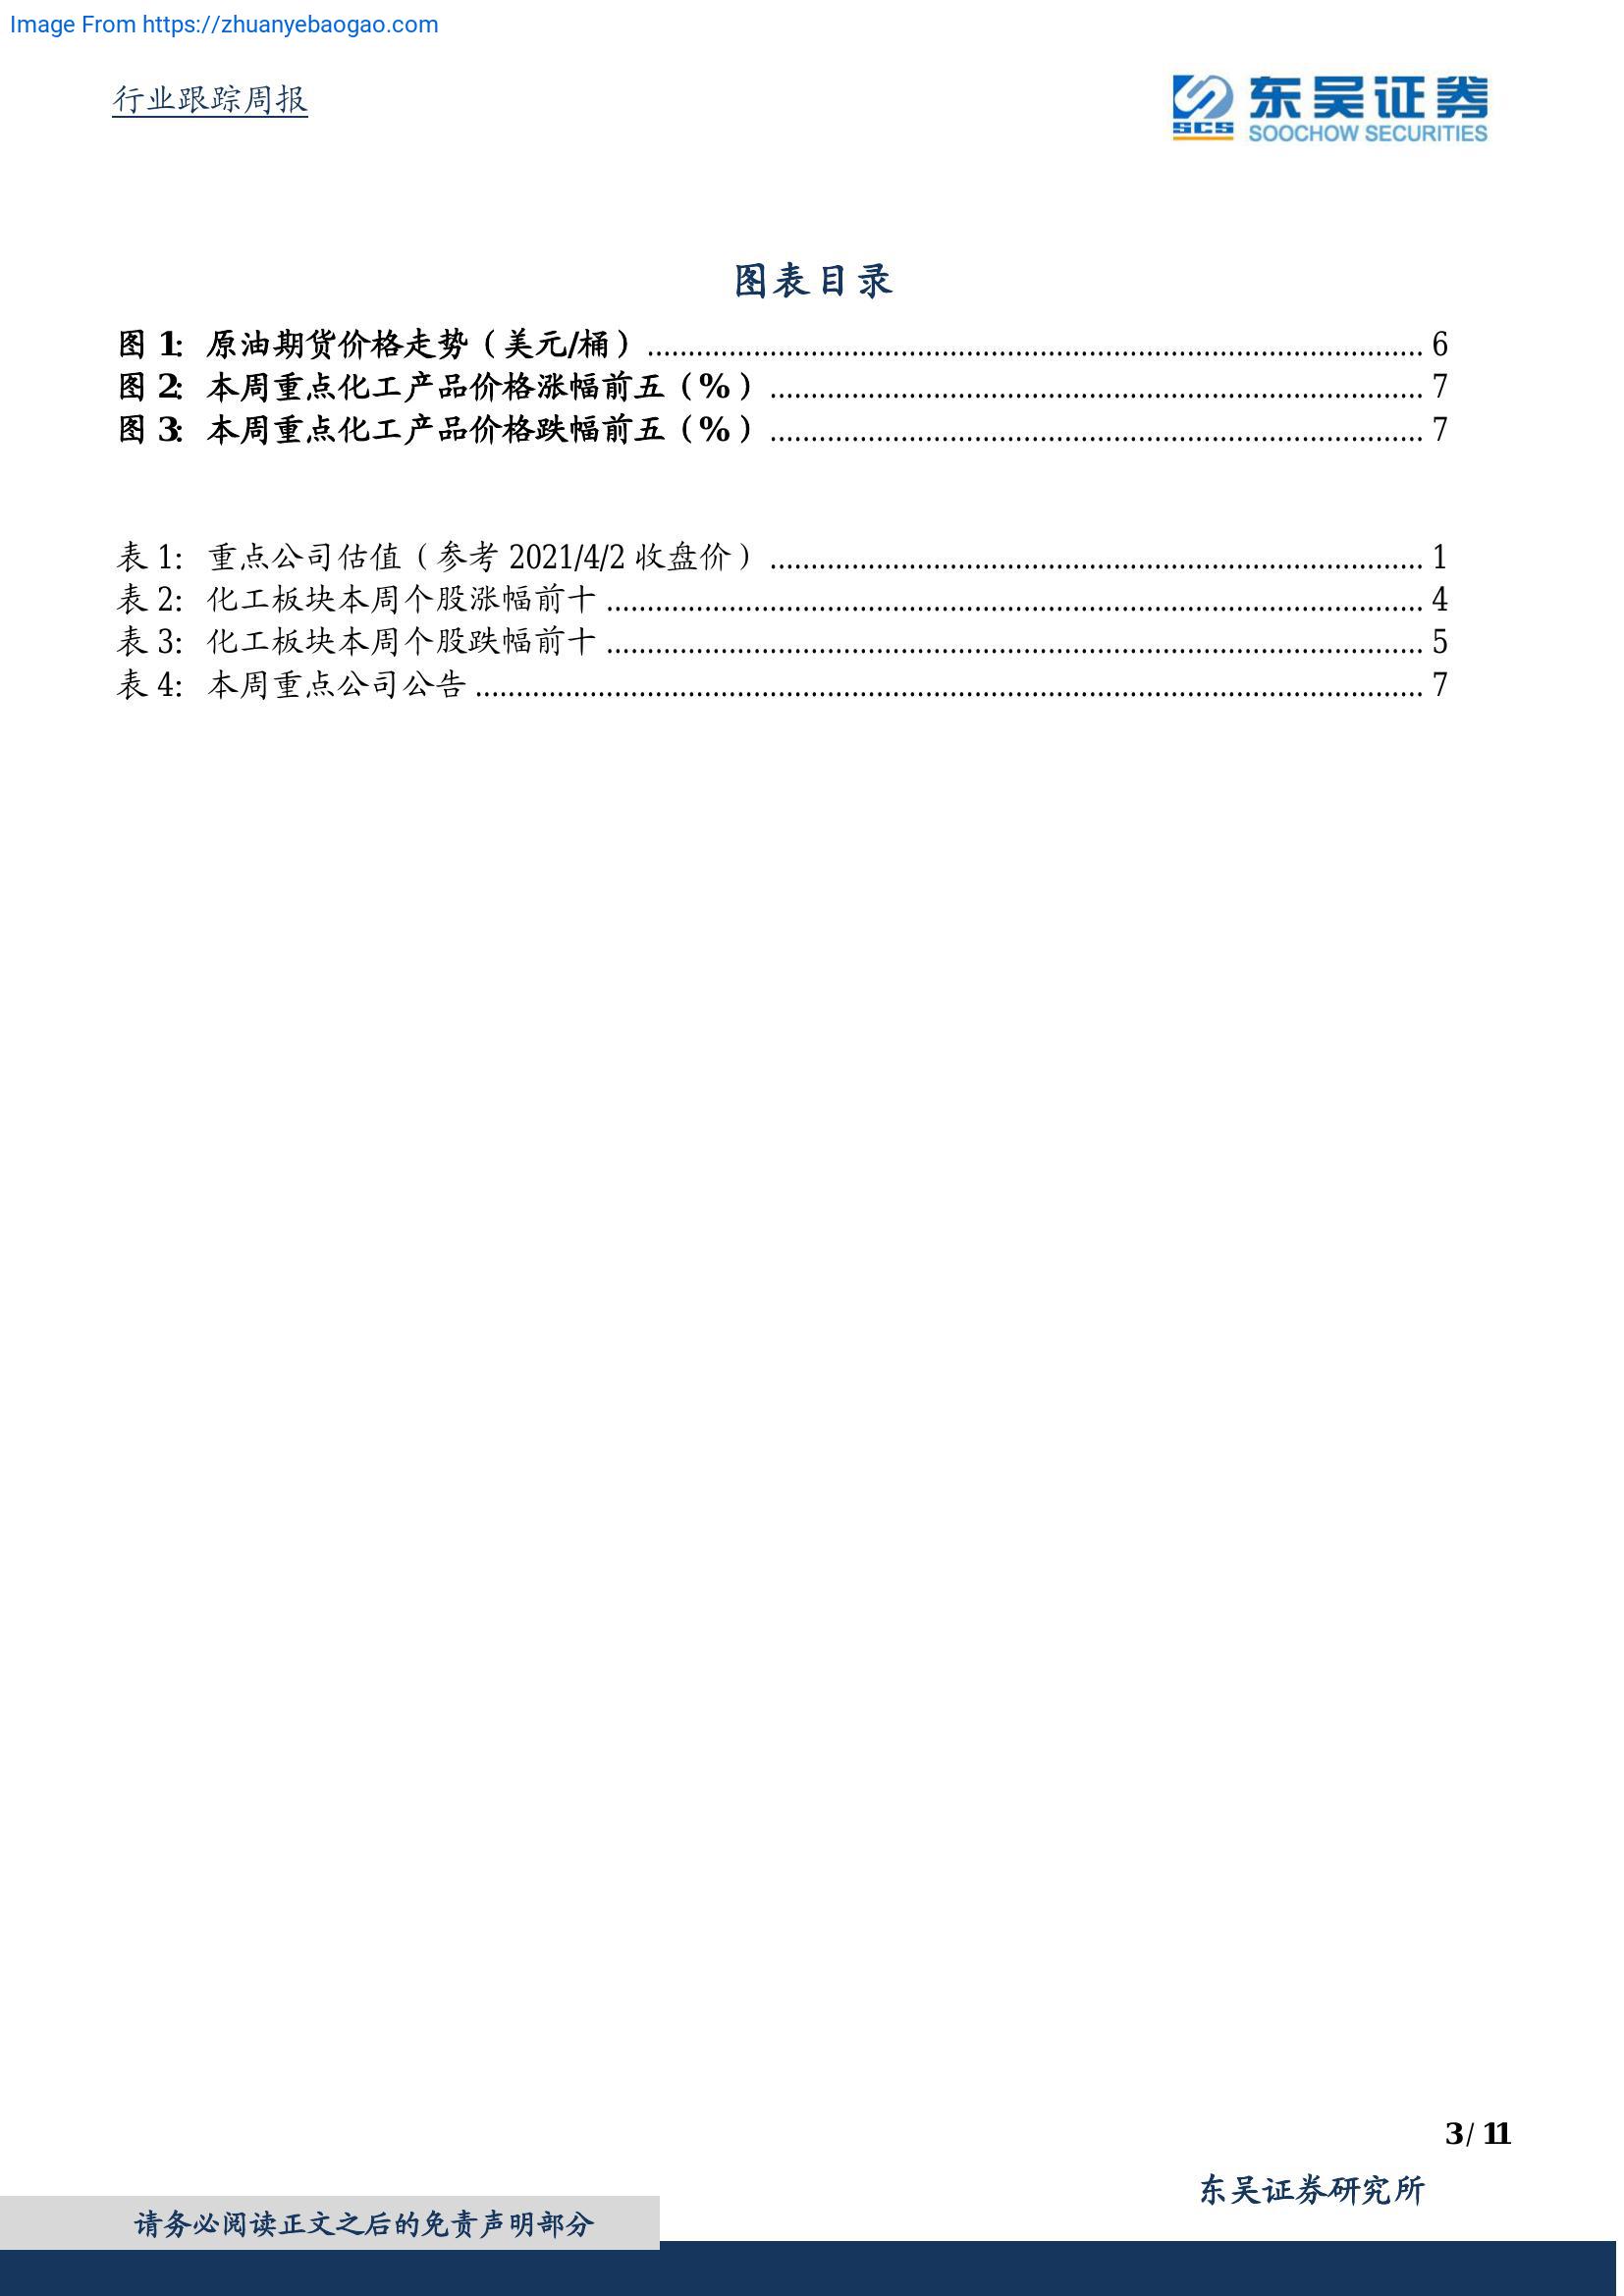 Image From https://zhuanyebaogao.com
行业跟踪周报
东吴证券
SCS
SOOCHOW SECURITIES
图表目录
图 1: 原油期货价格走势（美元/桶） ........................ 6
图 2: 本周重点化工产品价格涨幅前五（%） ........................ 7
图 3: 本周重点化工产品价格跌幅前五（%） ........................ 7
表 1: 重点公司估值（参考 2021/4/2 收盘价） ........................ 1
表 2: 化工板块本周个股涨幅前十 ........................ 4
表 3: 化工板块本周个股跌幅前十 ........................ 5
表 4: 本周重点公司公告 ........................ 7
3 / 11
东吴证券研究所
请务必阅读正文之后的免责声明部分